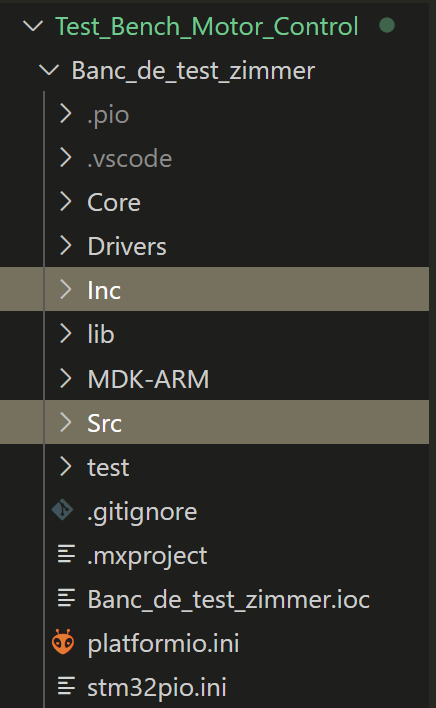 Test_Bench_Motor_Control
Banc_de_test_zimmer
.pio
.vscode
Core
Drivers
Inc
lib
MDK-ARM
Src
test
.gitignore
.mxproject
Banc_de_test_zimmer.ioc
platformio.ini
stm32pio.ini